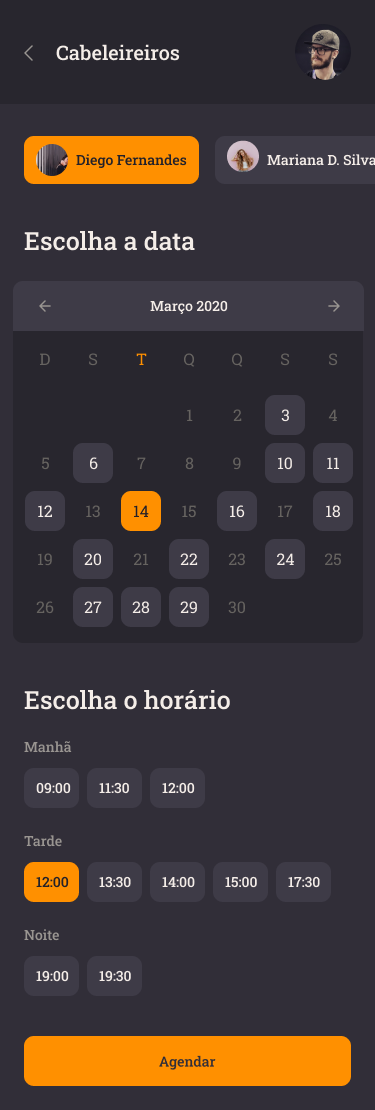 Cabeleireiros
Diego Fernandes
Mariana D. Silva
Escolha a data
Março 2020
D S T Q Q S S
1 2 3 4
5 6 7 8 9 10 11
12 13 14 15 16 17 18
19 20 21 22 23 24 25
26 27 28 29 30
Escolha o horário
Manhã
09:00 11:30 12:00
Tarde
12:00 13:30 14:00 15:00 17:30
Noite
19:00 19:30
Agendar